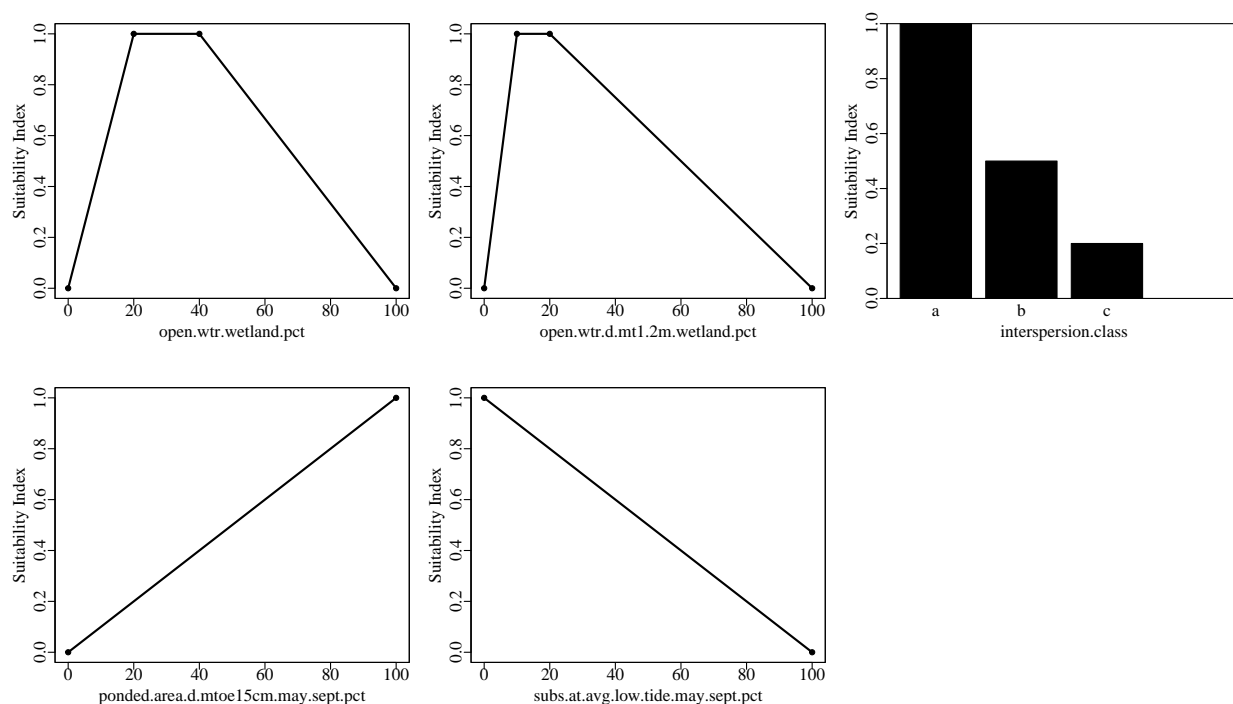 Suitability Index
0.0 0.2 0.4 0.6 0.8 1.0
0 20 40 60 80 100
open.wtr.wetland.pct
Suitability Index
0.0 0.2 0.4 0.6 0.8 1.0
0 20 40 60 80 100
open.wtr.d.mt1.2m.wetland.pct
Suitability Index
0.0 0.2 0.4 0.6 0.8 1.0
a b c
interspersion.class
Suitability Index
0.0 0.2 0.4 0.6 0.8 1.0
0 20 40 60 80 100
ponded.area.d.mtoe15cm.may.sept.pct
Suitability Index
0.0 0.2 0.4 0.6 0.8 1.0
0 20 40 60 80 100
subs.at.avg.low.tide.may.sept.pct